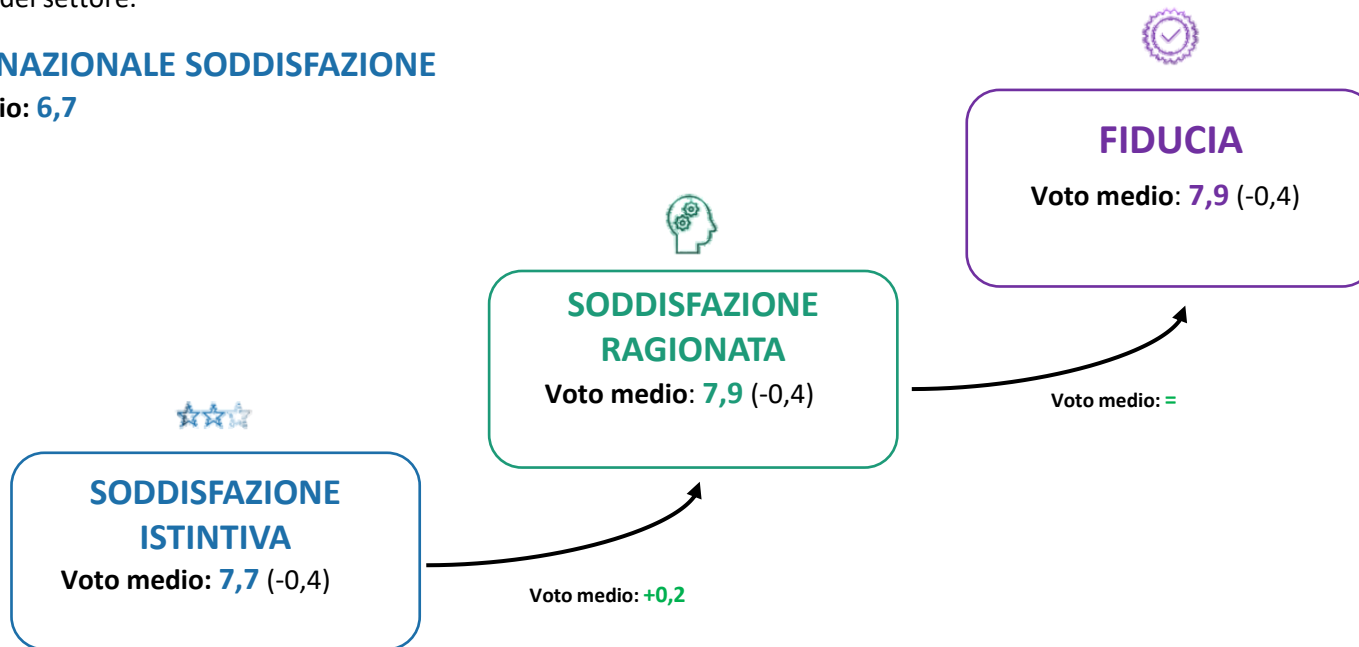 del settore.
NAZIONALE SODDISFAZIONE
io: 6,7
FIDUCIA
Voto medio: 7,9 (-0,4)
SODDISFAZIONE
RAGIONATA
Voto medio: 7,9 (-0,4)
Voto medio: =
SODDISFAZIONE
ISTINTIVA
Voto medio: 7,7 (-0,4)
Voto medio: +0,2